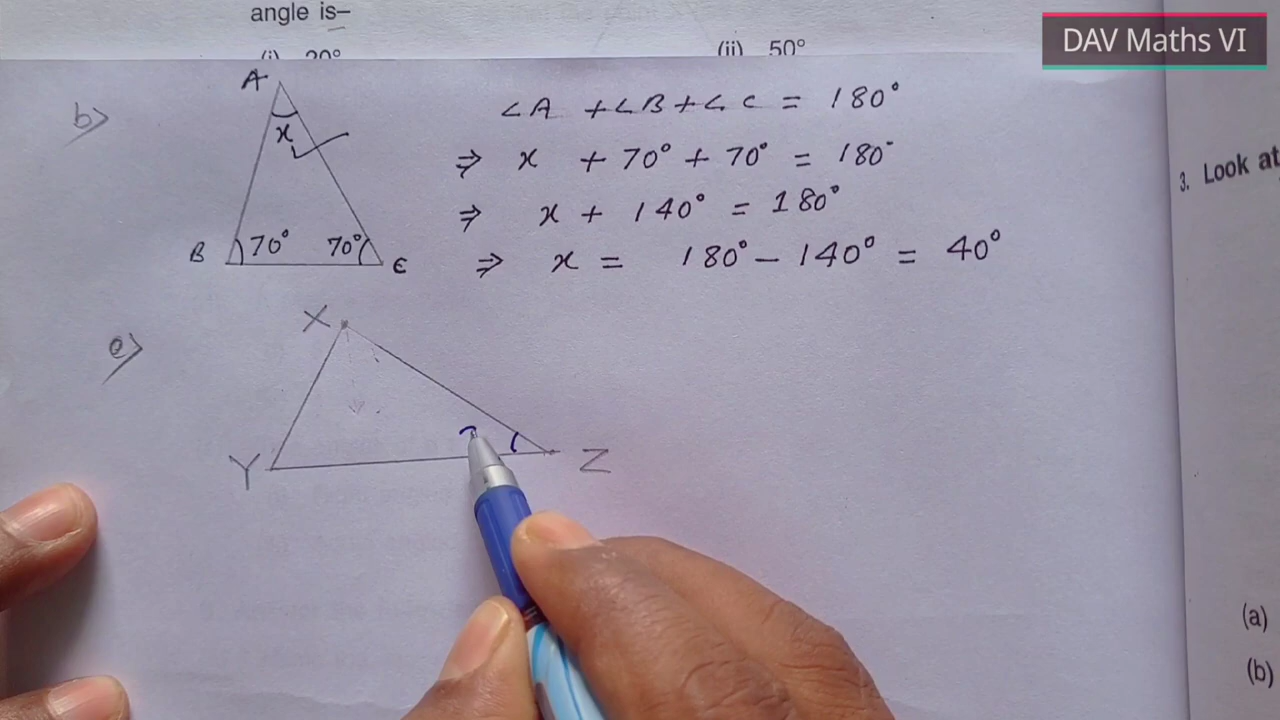 angle is–
(i) 20°
(ii) 50°
DAV Maths VI
b)
A
x
B 70° 70° C
∠A + ∠B + ∠C = 180°
⇒ x + 70° + 70° = 180°
⇒ x + 140° = 180°
⇒ x = 180° – 140° = 40°
3. Look at
X
Y
Z
(a)
(b)